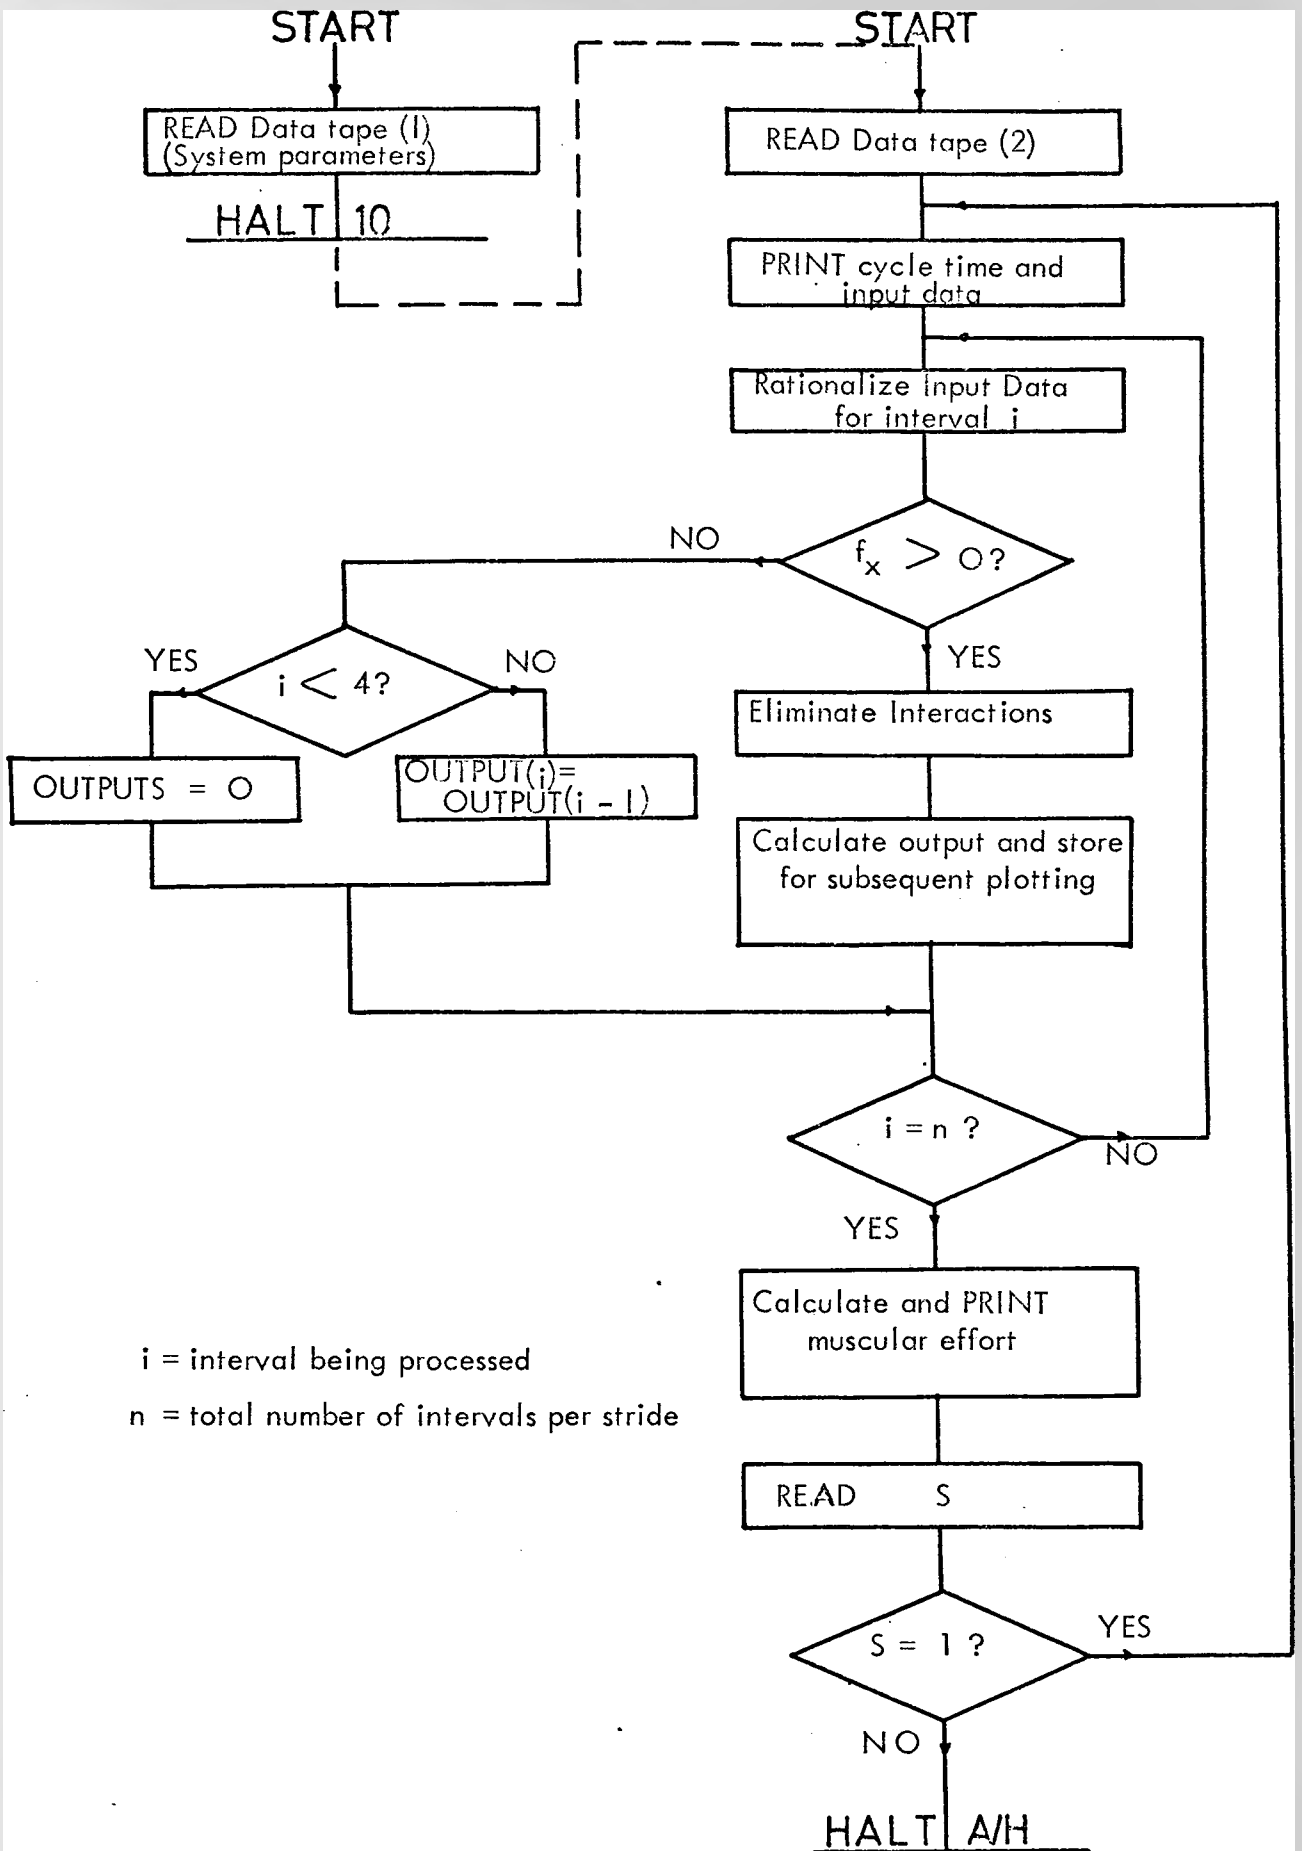 START
READ Data tape (1)
(System parameters)
HALT 10
START
READ Data tape (2)
PRINT cycle time and
input data
Rationalize Input Data
for interval i
fx > 0?
NO
YES
i < 4?
YES
NO
OUTPUTS = 0
OUTPUT(i)=
OUTPUT(i - 1)
Eliminate Interactions
Calculate output and store
for subsequent plotting
i = n ?
NO
YES
Calculate and PRINT
muscular effort
i = interval being processed
n = total number of intervals per stride
READ S
S = 1 ?
YES
NO
HALT A/H